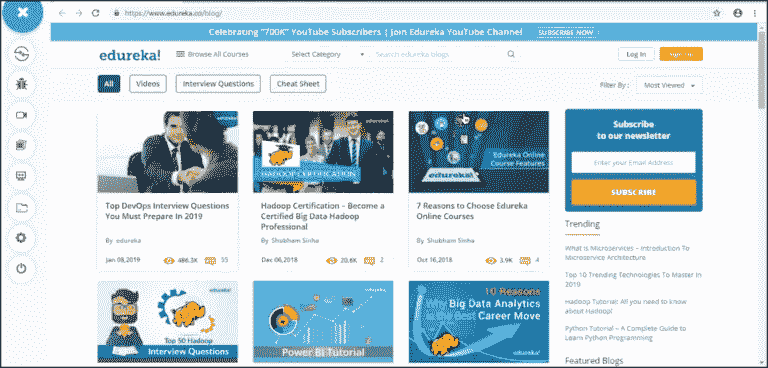 https://www.edureka.co/blog/
Celebrating "700K" YouTube Subscribers | Join Edureka YouTube Channel SUBSCRIBE NOW
edureka! Browse All Courses Select Category Search edureka blogs Log In
All Videos Interview Questions Cheat Sheet Filter By : Most Viewed
edureka!
HADOOP CERTIFICATION
Edureka Online
Course Features
edureka!
Top DevOps Interview Questions
You Must Prepare In 2019
By edureka
Jan 08,2019 486.3K 55
Hadoop Certification – Become a
Certified Big Data Hadoop
Professional
By Shubham Sinha
Dec 06,2018 20.6K 2
7 Reasons to Choose Edureka
Online Courses
By Shubham Sinha
Oct 16,2018 3.9K 4
Subscribe
to our newsletter
Enter your Email Address
SUBSCRIBE
Trending
What is Microservices – Introduction To
Microservice Architecture
Top 10 Trending Technologies To Master In
2019
Hadoop Tutorial: All you need to know
about Hadoop!
Python Tutorial – A Complete Guide to
Learn Python Programming
Featured Blogs
edureka!
Top 50 Hadoop
Interview Questions
edureka!
Power BI Tutorial
10 Reasons
Why Big Data Analytics
is the Best Career Move
edureka!